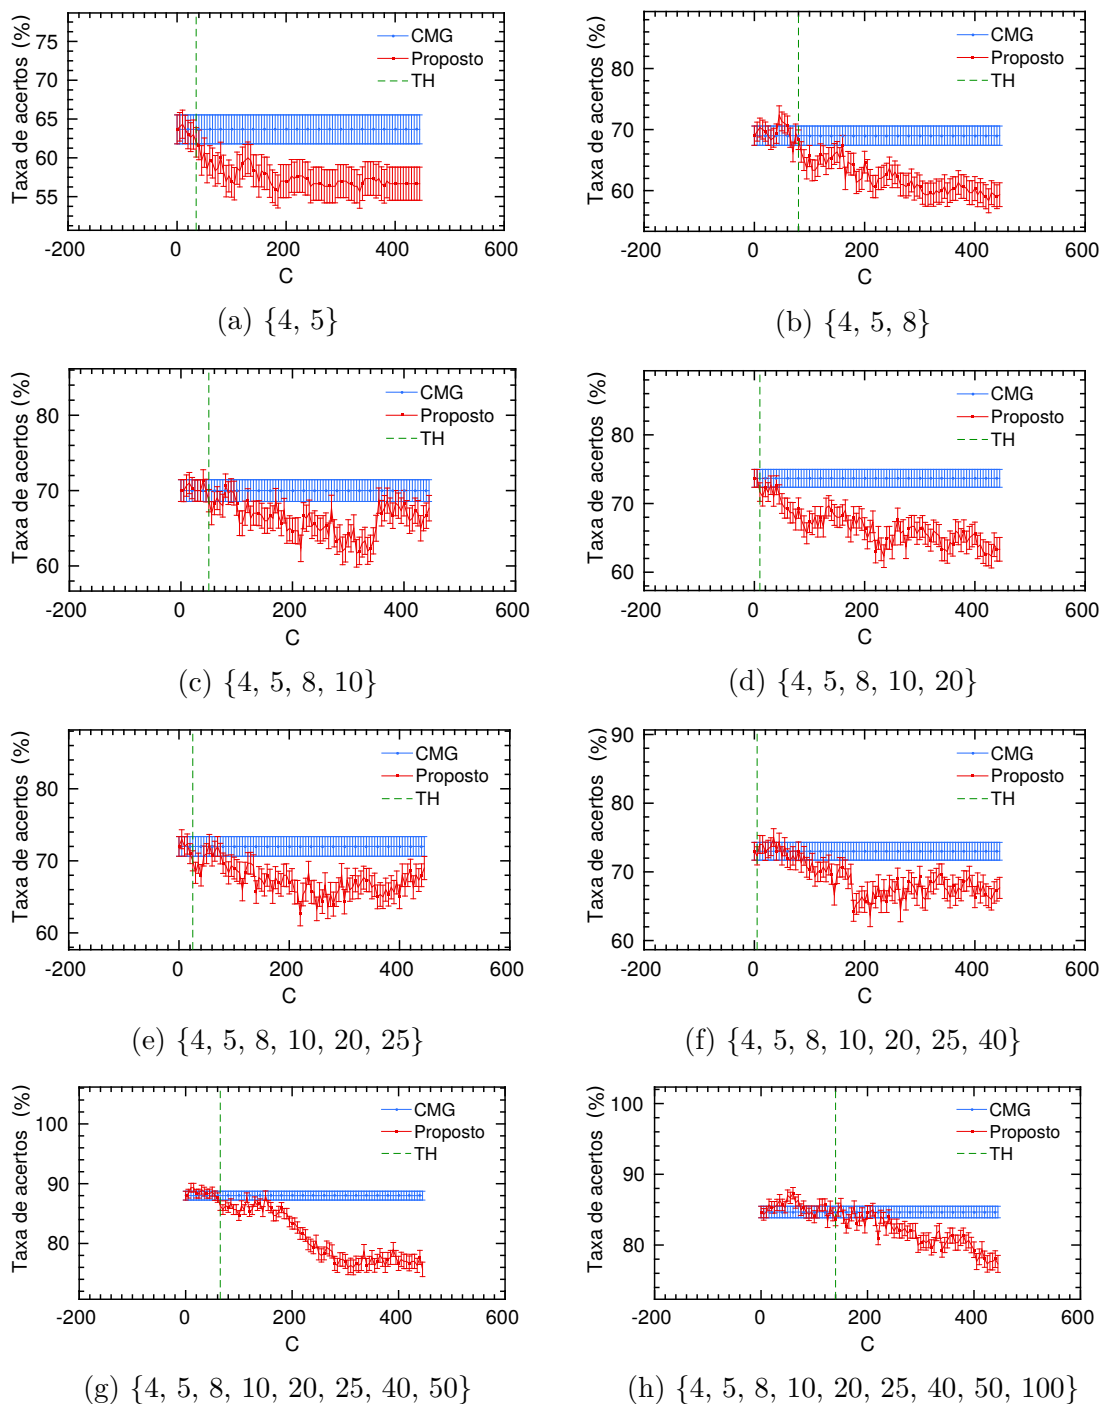 Taxa de acertos (%)
75
70
65
60
55
-200 0 200 400 600
C
CMG
Proposto
TH
(a) {4, 5}
Taxa de acertos (%)
80
70
60
-200 0 200 400 600
C
CMG
Proposto
TH
(b) {4, 5, 8}
Taxa de acertos (%)
80
70
60
-200 0 200 400 600
C
CMG
Proposto
TH
(c) {4, 5, 8, 10}
Taxa de acertos (%)
80
70
60
-200 0 200 400 600
C
CMG
Proposto
TH
(d) {4, 5, 8, 10, 20}
Taxa de acertos (%)
80
70
60
-200 0 200 400 600
C
CMG
Proposto
TH
(e) {4, 5, 8, 10, 20, 25}
Taxa de acertos (%)
90
80
70
60
-200 0 200 400 600
C
CMG
Proposto
TH
(f) {4, 5, 8, 10, 20, 25, 40}
Taxa de acertos (%)
100
90
80
-200 0 200 400 600
C
CMG
Proposto
TH
(g) {4, 5, 8, 10, 20, 25, 40, 50}
Taxa de acertos (%)
100
90
80
-200 0 200 400 600
C
CMG
Proposto
TH
(h) {4, 5, 8, 10, 20, 25, 40, 50, 100}